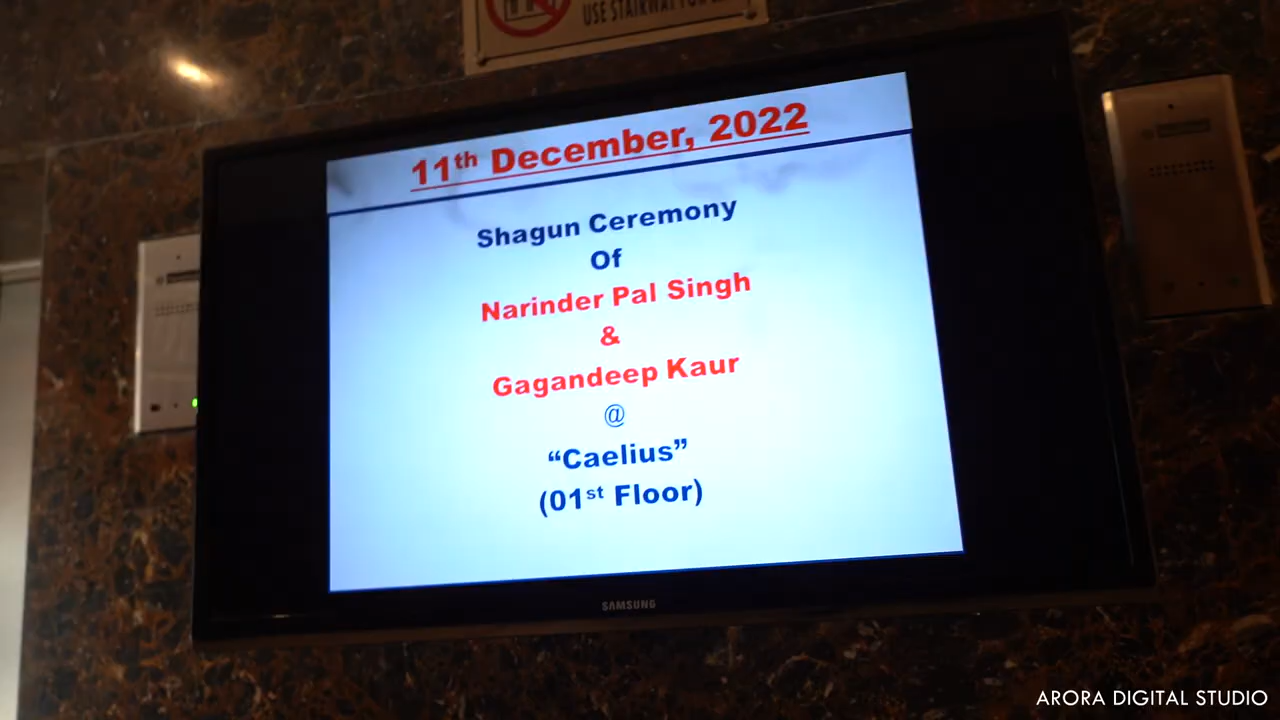 USE STAIRWAY FOR
11th December, 2022
Shagun Ceremony
Of
Narinder Pal Singh
&
Gagandeep Kaur
@
“Caelius”
(01st Floor)
SAMSUNG
ARORA DIGITAL STUDIO